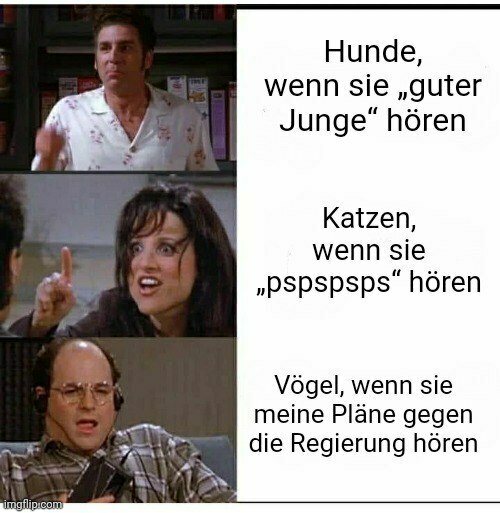 Hunde,
wenn sie „guter
Junge“ hören
Katzen,
wenn sie
„pspspsps“ hören
Vögel, wenn sie
meine Pläne gegen
die Regierung hören
imgflip.com